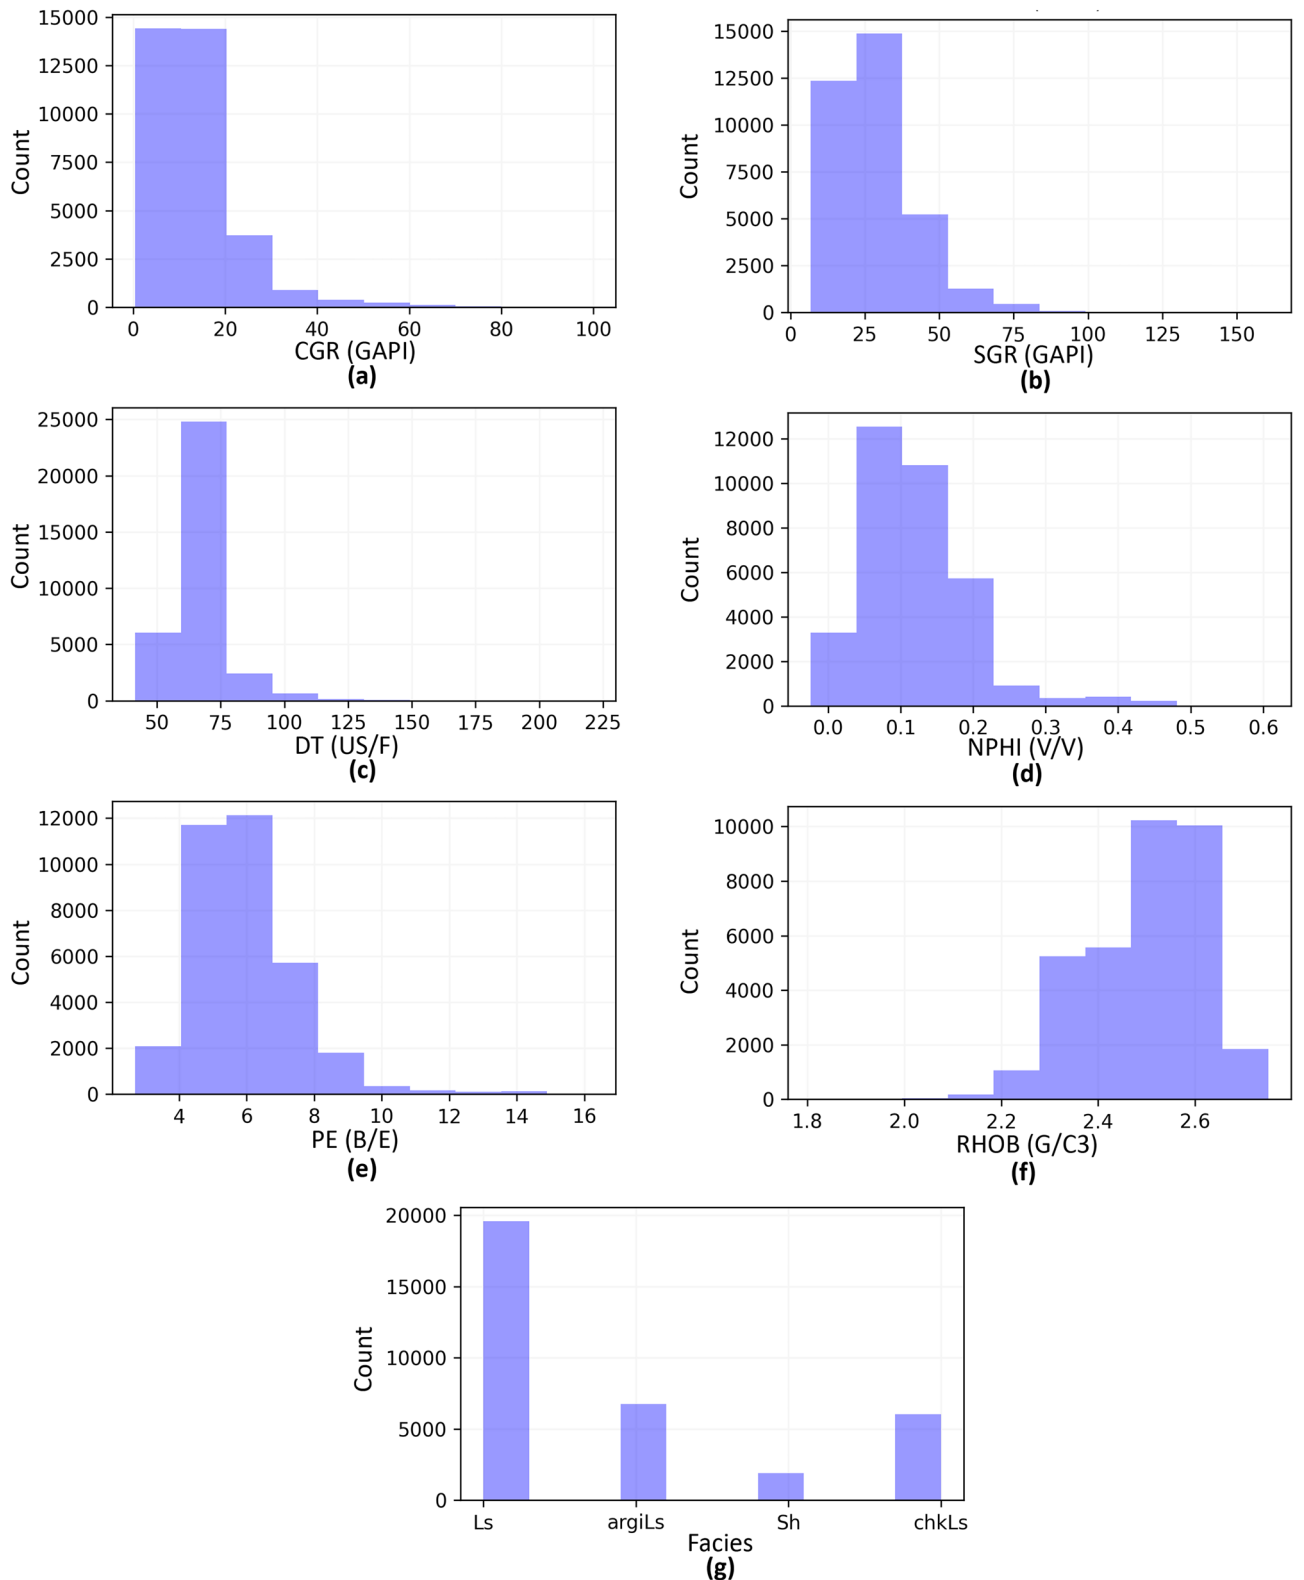 15000
12500
10000
7500
5000
2500
0
Count
0 20 40 60 80 100
CGR (GAPI)
(a)
15000
12500
10000
7500
5000
2500
0
Count
0 25 50 75 100 125 150
SGR (GAPI)
(b)
25000
20000
15000
10000
5000
0
Count
50 75 100 125 150 175 200 225
DT (US/F)
(c)
12000
10000
8000
6000
4000
2000
0
Count
0.0 0.1 0.2 0.3 0.4 0.5 0.6
NPHI (V/V)
(d)
12000
10000
8000
6000
4000
2000
0
Count
4 6 8 10 12 14 16
PE (B/E)
(e)
10000
8000
6000
4000
2000
0
Count
1.8 2.0 2.2 2.4 2.6
RHOB (G/C3)
(f)
20000
15000
10000
5000
0
Count
Ls argiLs Sh chkLs
Facies
(g)